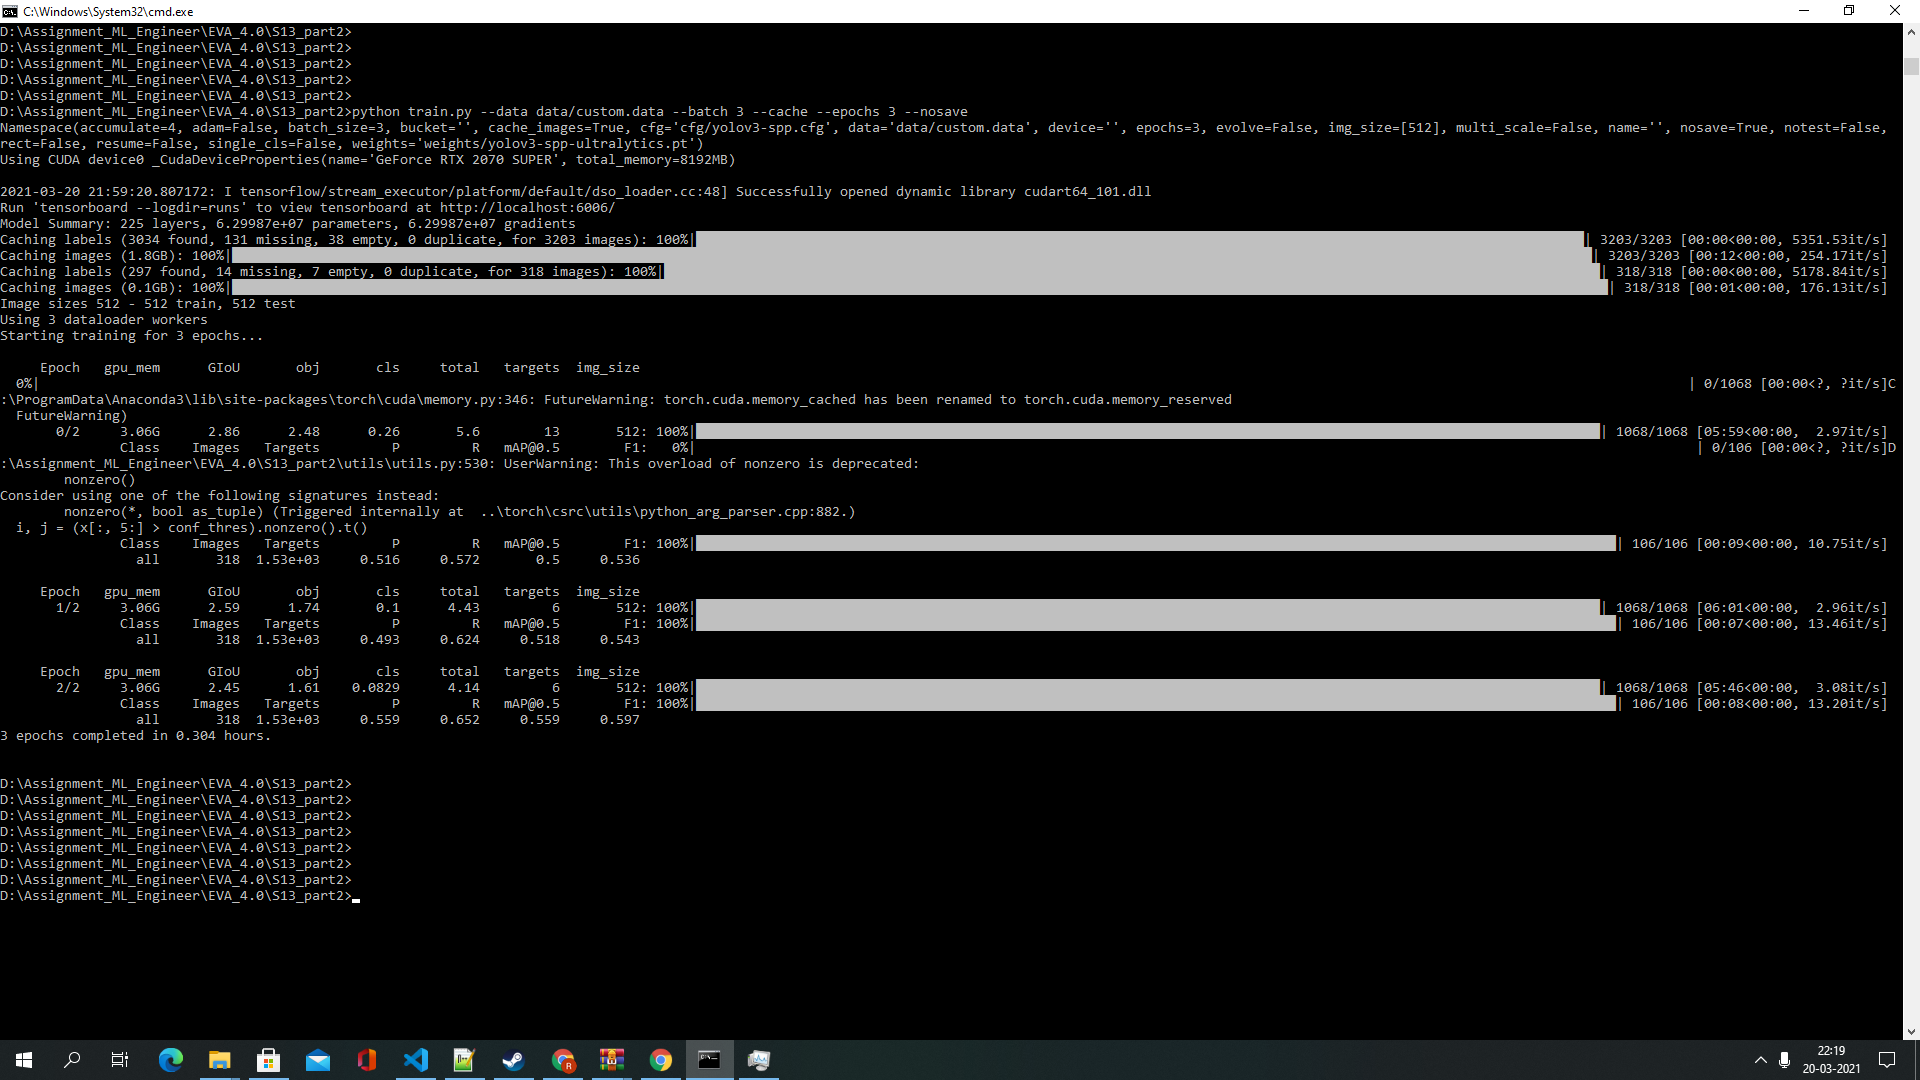 C:\Windows\System32\cmd.exe
D:\Assignment_ML_Engineer\EVA_4.0\S13_part2>
D:\Assignment_ML_Engineer\EVA_4.0\S13_part2>
D:\Assignment_ML_Engineer\EVA_4.0\S13_part2>
D:\Assignment_ML_Engineer\EVA_4.0\S13_part2>
D:\Assignment_ML_Engineer\EVA_4.0\S13_part2>
D:\Assignment_ML_Engineer\EVA_4.0\S13_part2>python train.py --data data/custom.data --batch 3 --cache --epochs 3 --nosave
Namespace(accumulate=4, adam=False, batch_size=3, bucket='', cache_images=True, cfg='cfg/yolov3-spp.cfg', data='data/custom.data', device='', epochs=3, evolve=False, img_size=[512], multi_scale=False, name='', nosave=True, notest=False,
rect=False, resume=False, single_cls=False, weights='weights/yolov3-spp-ultralytics.pt')
Using CUDA device0 _CudaDeviceProperties(name='GeForce RTX 2070 SUPER', total_memory=8192MB)
2021-03-20 21:59:20.807172: I tensorflow/stream_executor/platform/default/dso_loader.cc:48] Successfully opened dynamic library cudart64_101.dll
Run 'tensorboard --logdir=runs' to view tensorboard at http://localhost:6006/
Model Summary: 225 layers, 6.29987e+07 parameters, 6.29987e+07 gradients
Caching labels (3034 found, 131 missing, 38 empty, 0 duplicate, for 3203 images): 100%| | 3203/3203 [00:00<00:00, 5351.53it/s]
Caching images (1.8GB): 100%| | 3203/3203 [00:12<00:00, 254.17it/s]
Caching labels (297 found, 14 missing, 7 empty, 0 duplicate, for 318 images): 100%| | 318/318 [00:00<00:00, 5178.84it/s]
Caching images (0.1GB): 100%| | 318/318 [00:01<00:00, 176.13it/s]
Image sizes 512 - 512 train, 512 test
Using 3 dataloader workers
Starting training for 3 epochs...
Epoch gpu_mem GIoU obj cls total targets img_size
0%| | 0/1068 [00:00<?, ?it/s]C
:\ProgramData\Anaconda3\lib\site-packages\torch\cuda\memory.py:346: FutureWarning: torch.cuda.memory_cached has been renamed to torch.cuda.memory_reserved
FutureWarning)
0/2 3.06G 2.86 2.48 0.26 5.6 13 512: 100%| | 1068/1068 [05:59<00:00, 2.97it/s]
Class Images Targets P R mAP@0.5 F1: 0%| | 0/106 [00:00<?, ?it/s]D
:\Assignment_ML_Engineer\EVA_4.0\S13_part2\utils\utils.py:530: UserWarning: This overload of nonzero is deprecated:
nonzero()
Consider using one of the following signatures instead:
nonzero(*, bool as_tuple) (Triggered internally at  ..\torch\csrc\utils\python_arg_parser.cpp:882.)
i, j = (x[:, 5:] > conf_thres).nonzero().t()
Class Images Targets P R mAP@0.5 F1: 100%| | 106/106 [00:09<00:00, 10.75it/s]
all 318 1.53e+03 0.516 0.572 0.5 0.536
Epoch gpu_mem GIoU obj cls total targets img_size
1/2 3.06G 2.59 1.74 0.1 4.43 6 512: 100%| | 1068/1068 [06:01<00:00, 2.96it/s]
Class Images Targets P R mAP@0.5 F1: 100%| | 106/106 [00:07<00:00, 13.46it/s]
all 318 1.53e+03 0.493 0.624 0.518 0.543
Epoch gpu_mem GIoU obj cls total targets img_size
2/2 3.06G 2.45 1.61 0.0829 4.14 6 512: 100%| | 1068/1068 [05:46<00:00, 3.08it/s]
Class Images Targets P R mAP@0.5 F1: 100%| | 106/106 [00:08<00:00, 13.20it/s]
all 318 1.53e+03 0.559 0.652 0.559 0.597
3 epochs completed in 0.304 hours.
D:\Assignment_ML_Engineer\EVA_4.0\S13_part2>
D:\Assignment_ML_Engineer\EVA_4.0\S13_part2>
D:\Assignment_ML_Engineer\EVA_4.0\S13_part2>
D:\Assignment_ML_Engineer\EVA_4.0\S13_part2>
D:\Assignment_ML_Engineer\EVA_4.0\S13_part2>
D:\Assignment_ML_Engineer\EVA_4.0\S13_part2>
D:\Assignment_ML_Engineer\EVA_4.0\S13_part2>
D:\Assignment_ML_Engineer\EVA_4.0\S13_part2>
22:19
20-03-2021